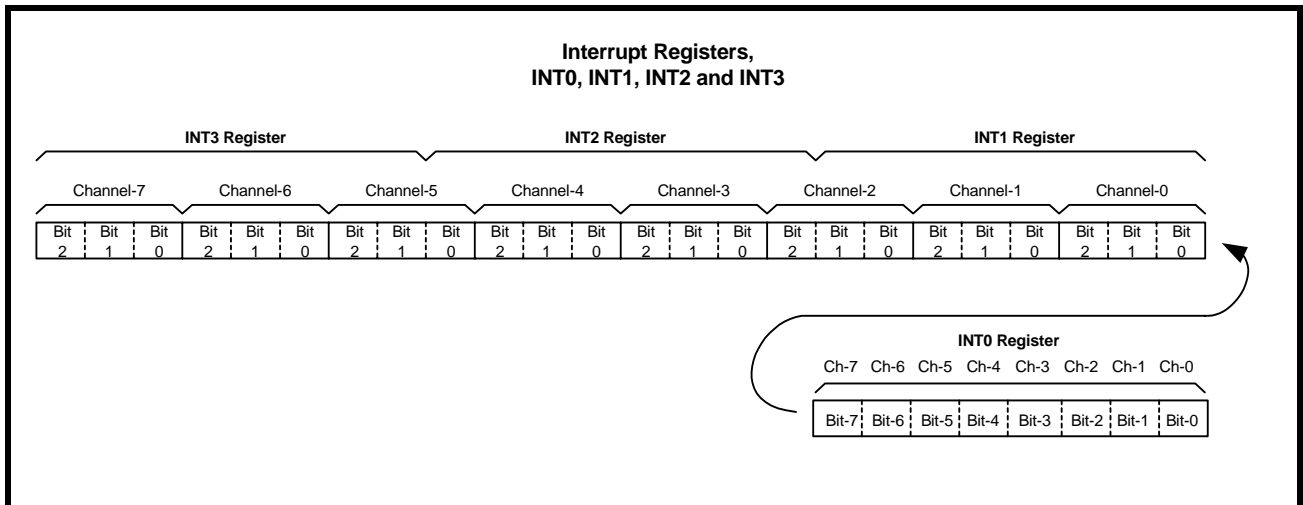 Interrupt Registers,
INT0, INT1, INT2 and INT3
INT3 Register INT2 Register INT1 Register
Channel-7 Channel-6 Channel-5 Channel-4 Channel-3 Channel-2 Channel-1 Channel-0
Bit Bit Bit Bit Bit Bit Bit Bit Bit Bit Bit Bit Bit Bit Bit Bit Bit Bit Bit Bit Bit Bit Bit Bit
2 1 0 2 1 0 2 1 0 2 1 0 2 1 0 2 1 0 2 1 0 2 1 0
INT0 Register
Ch-7 Ch-6 Ch-5 Ch-4 Ch-3 Ch-2 Ch-1 Ch-0
Bit-7 Bit-6 Bit-5 Bit-4 Bit-3 Bit-2 Bit-1 Bit-0